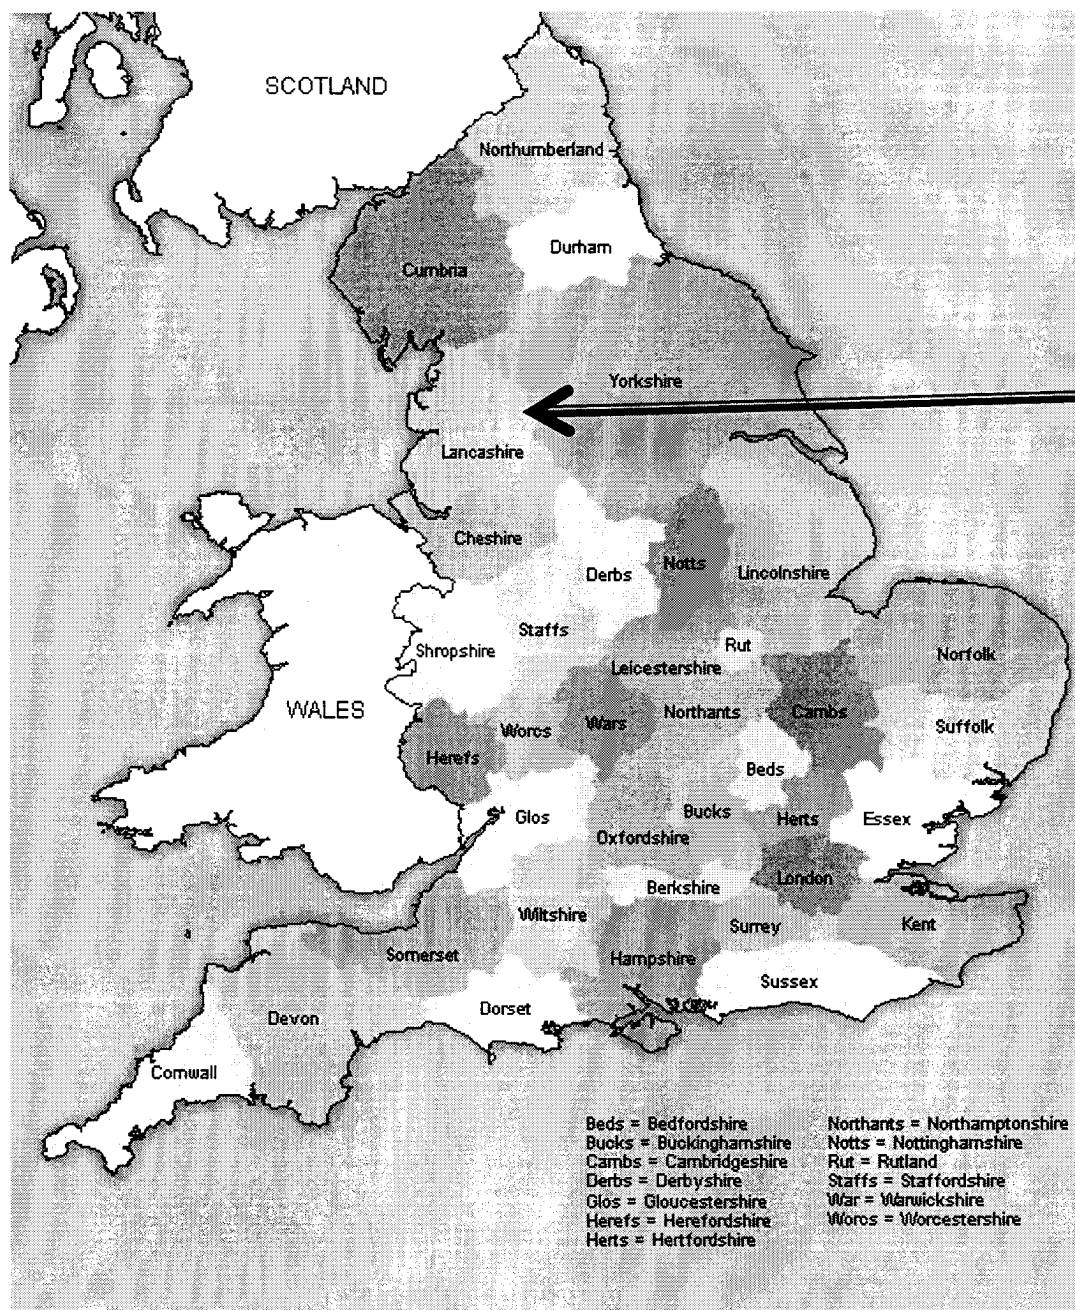 SCOTLAND
Northumberland
Durham
Cumbria
Yorkshire
Lancashire
Cheshire
Derbs
Notts
Lincolnshire
Staffs
Shropshire
Rut
Leicestershire
Norfolk
WALES
Herefs
Worcs
Wars
Northants
Cambs
Suffolk
Beds
Glos
Oxfordshire
Bucks
Herts
Essex
London
Berkshire
Wiltshire
Surrey
Kent
Somerset
Hampshire
Sussex
Dorset
Devon
Cornwall
Beds = Bedfordshire
Bucks = Buckinghamshire
Cambs = Cambridgeshire
Derbs = Derbyshire
Glos = Gloucestershire
Herefs = Herefordshire
Herts = Hertfordshire
Northants = Northamptonshire
Notts = Nottinghamshire
Rut = Rutland
Staffs = Staffordshire
War = Warwickshire
Worcs = Worcestershire